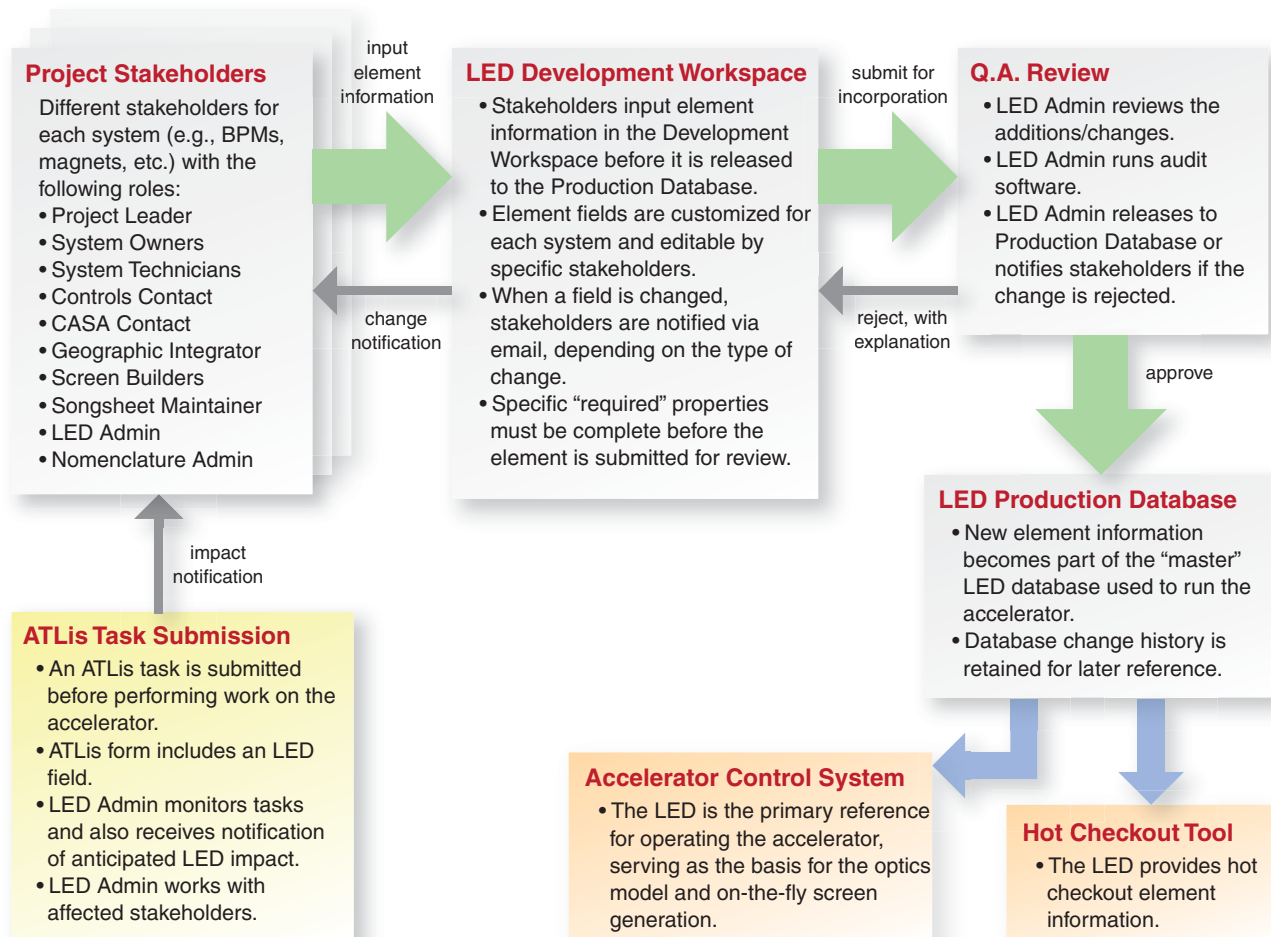 Project Stakeholders
Different stakeholders for
each system (e.g., BPMs,
magnets, etc.) with the
following roles:
• Project Leader
• System Owners
• System Technicians
• Controls Contact
• CASA Contact
• Geographic Integrator
• Screen Builders
• Songsheet Maintainer
• LED Admin
• Nomenclature Admin
input
element
information
change
notification
LED Development Workspace
• Stakeholders input element
information in the Development
Workspace before it is released
to the Production Database.
• Element fields are customized for
each system and editable by
specific stakeholders.
• When a field is changed,
stakeholders are notified via
email, depending on the type of
change.
• Specific “required” properties
must be complete before the
element is submitted for review.
submit for
incorporation
reject, with
explanation
Q.A. Review
• LED Admin reviews the
additions/changes.
• LED Admin runs audit
software.
• LED Admin releases to
Production Database or
notifies stakeholders if the
change is rejected.
approve
LED Production Database
• New element information
becomes part of the “master”
LED database used to run the
accelerator.
• Database change history is
retained for later reference.
impact
notification
ATLis Task Submission
• An ATLis task is submitted
before performing work on the
accelerator.
• ATLis form includes an LED
field.
• LED Admin monitors tasks
and also receives notification
of anticipated LED impact.
• LED Admin works with
affected stakeholders.
Accelerator Control System
• The LED is the primary reference
for operating the accelerator,
serving as the basis for the optics
model and on-the-fly screen
generation.
Hot Checkout Tool
• The LED provides hot
checkout element
information.